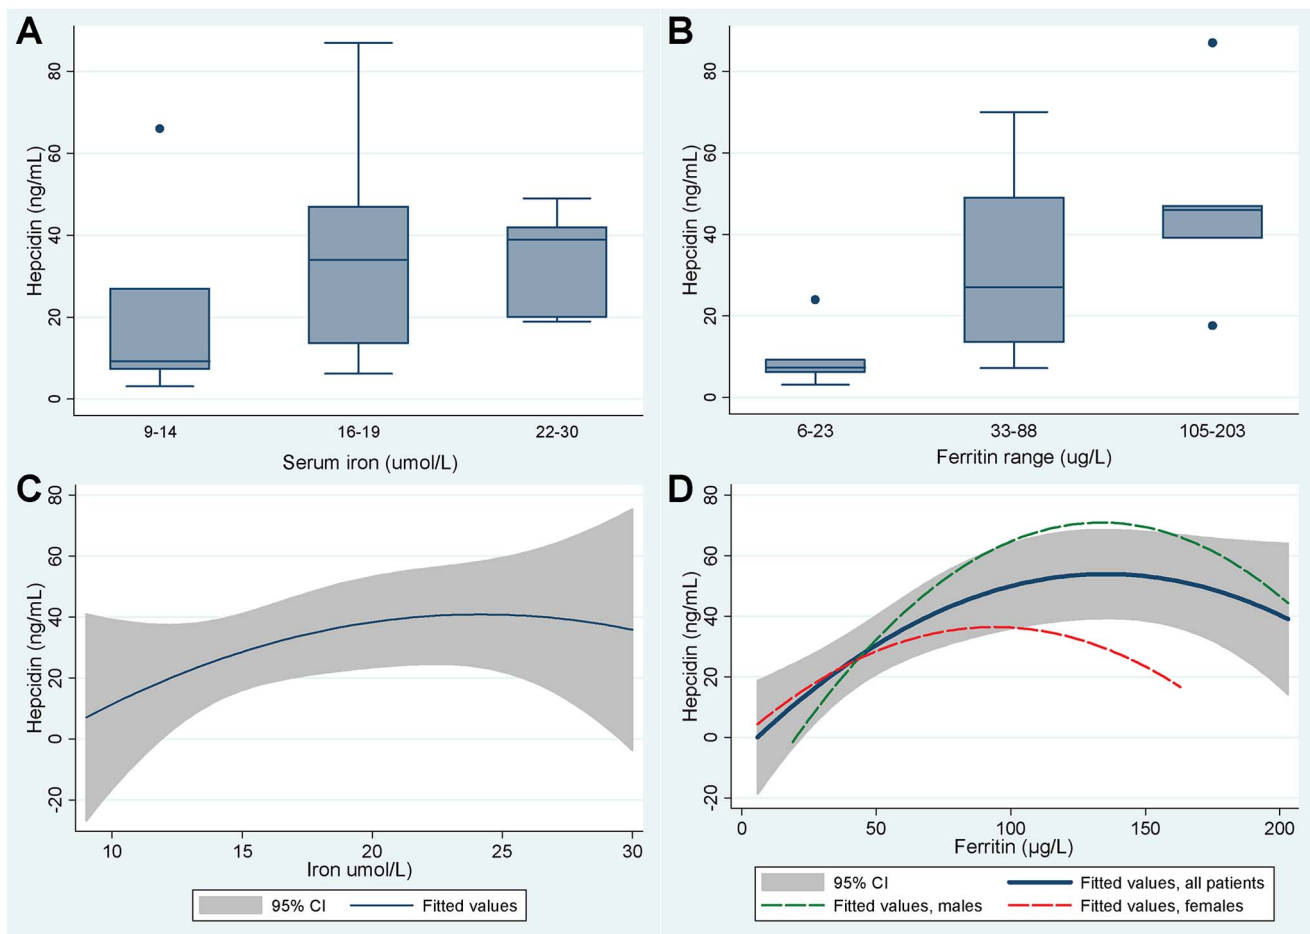 A
Hepcidin (ng/mL)
80
60
40
20
0
9-14 16-19 22-30
Serum iron (umol/L)
B
Hepcidin (ng/mL)
80
60
40
20
0
6-23 33-88 105-203
Ferritin range (ug/L)
C
Hepcidin (ng/mL)
80
60
40
20
0
-20
10 15 20 25 30
Iron umol/L)
95% CI Fitted values
D
Hepcidin (ng/mL)
80
60
40
20
0
-20
0 50 100 150 200
Ferritin (µg/L)
95% CI Fitted values, all patients
Fitted values, males Fitted values, females